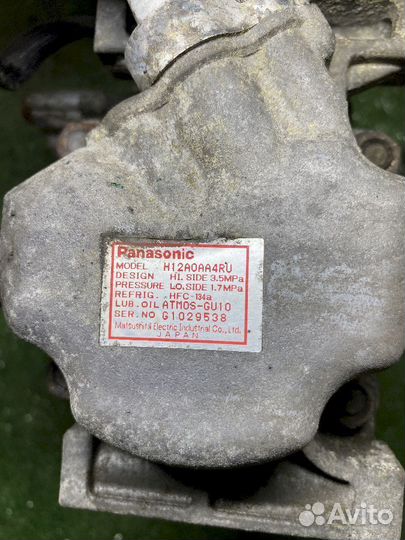 Panasonic
MODEL H12A0AA4RU
DESIGN HI. SIDE 3.5MPa
PRESSURE LO. SIDE 1.7MPa
REFRIG. HFC-134a
LUB. OIL ATMOS-GU10
SER. NO G1029538
Matsushita Electric Industrial Co., Ltd.
JAPAN
Avito